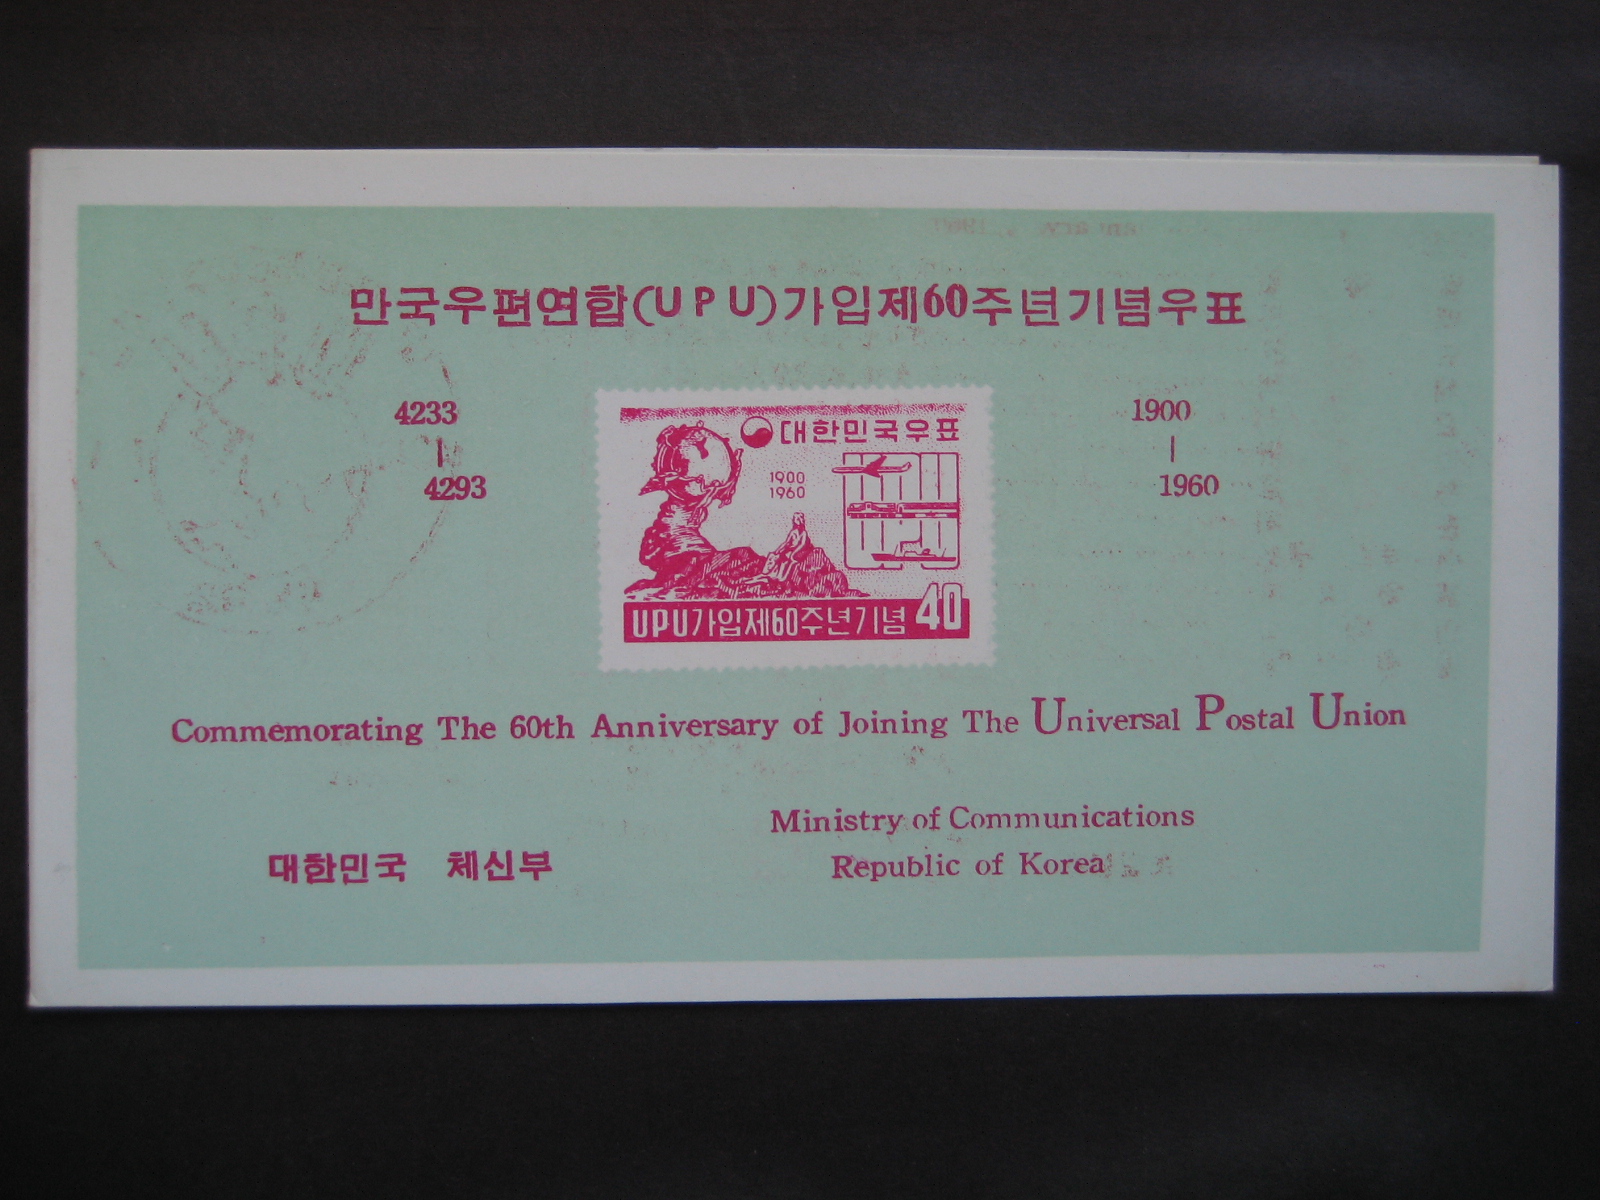 만국우편연합(UPU)가입제60주년기념우표
4233
4293
1900
1960
대한민국우표
1900
1960
UPU가입제60주년기념 40
Commemorating The 60th Anniversary of Joining The Universal Postal Union
Ministry of Communications
대한민국 체신부
Republic of Korea